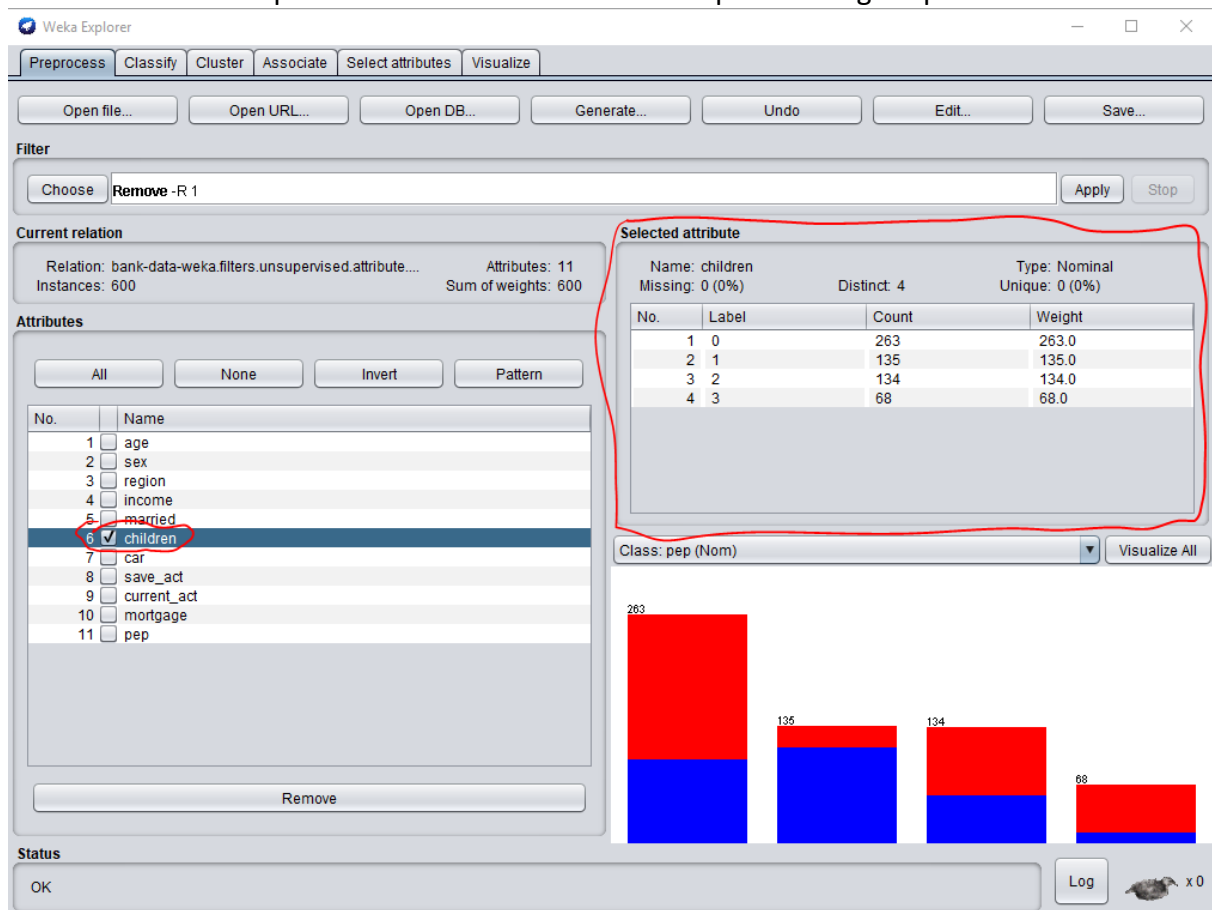 Weka Explorer
Preprocess Classify Cluster Associate Select attributes Visualize
Open file... Open URL... Open DB... Generate... Undo Edit... Save...
Filter
Choose Remove -R 1 Apply Stop
Current relation
Relation: bank-data-weka.filters.unsupervised.attribute.... Attributes: 11
Instances: 600 Sum of weights: 600
Attributes
All None Invert Pattern
No. Name
1 age
2 sex
3 region
4 income
5 married
6 children
7 car
8 save_act
9 current_act
10 mortgage
11 pep
Remove
Selected attribute
Name: children Type: Nominal
Missing: 0 (0%) Distinct: 4 Unique: 0 (0%)
No. Label Count Weight
1 0 263 263.0
2 1 135 135.0
3 2 134 134.0
4 3 68 68.0
Class: pep (Nom) Visualize All
263
135
134
68
Status
OK
Log x 0